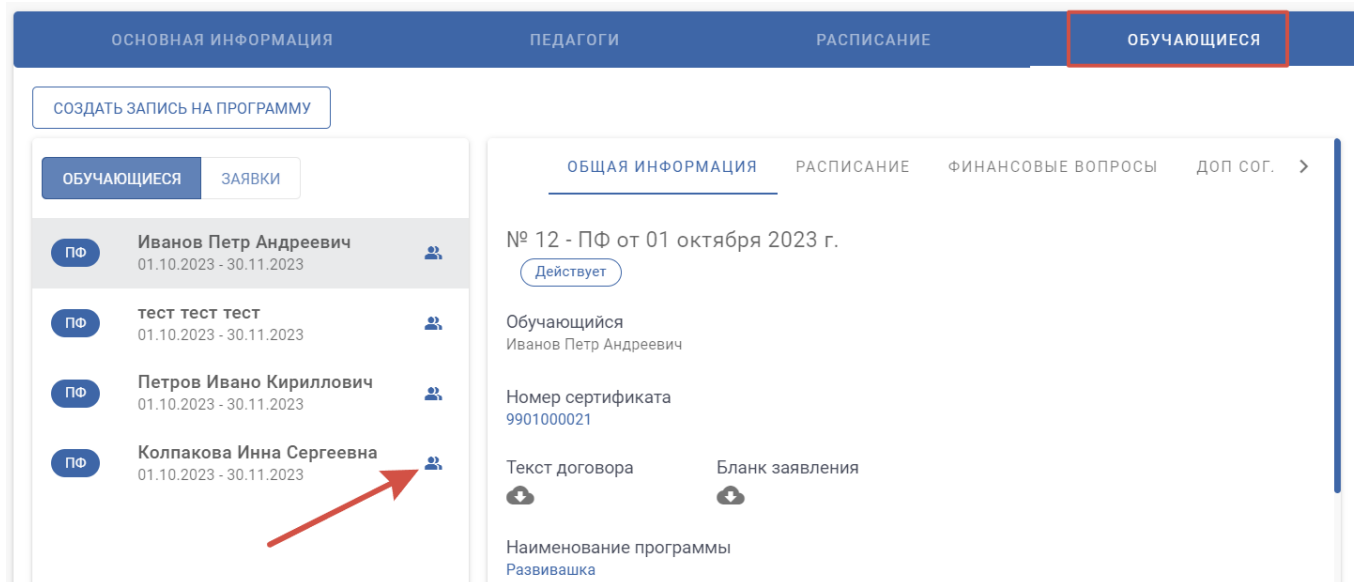 ОСНОВНАЯ ИНФОРМАЦИЯ ПЕДАГОГИ РАСПИСАНИЕ ОБУЧАЮЩИЕСЯ
СОЗДАТЬ ЗАПИСЬ НА ПРОГРАММУ
ОБУЧАЮЩИЕСЯ ЗАЯВКИ
ПФ Иванов Петр Андреевич
01.10.2023 - 30.11.2023
ПФ тест тест тест
01.10.2023 - 30.11.2023
ПФ Петров Ивано Кириллович
01.10.2023 - 30.11.2023
ПФ Колпакова Инна Сергеевна
01.10.2023 - 30.11.2023
ОБЩАЯ ИНФОРМАЦИЯ РАСПИСАНИЕ ФИНАНСОВЫЕ ВОПРОСЫ ДОП СОГ.
№ 12 - ПФ от 01 октября 2023 г.
Действует
Обучающийся
Иванов Петр Андреевич
Номер сертификата
9901000021
Текст договора Бланк заявления
Наименование программы
Развивашка